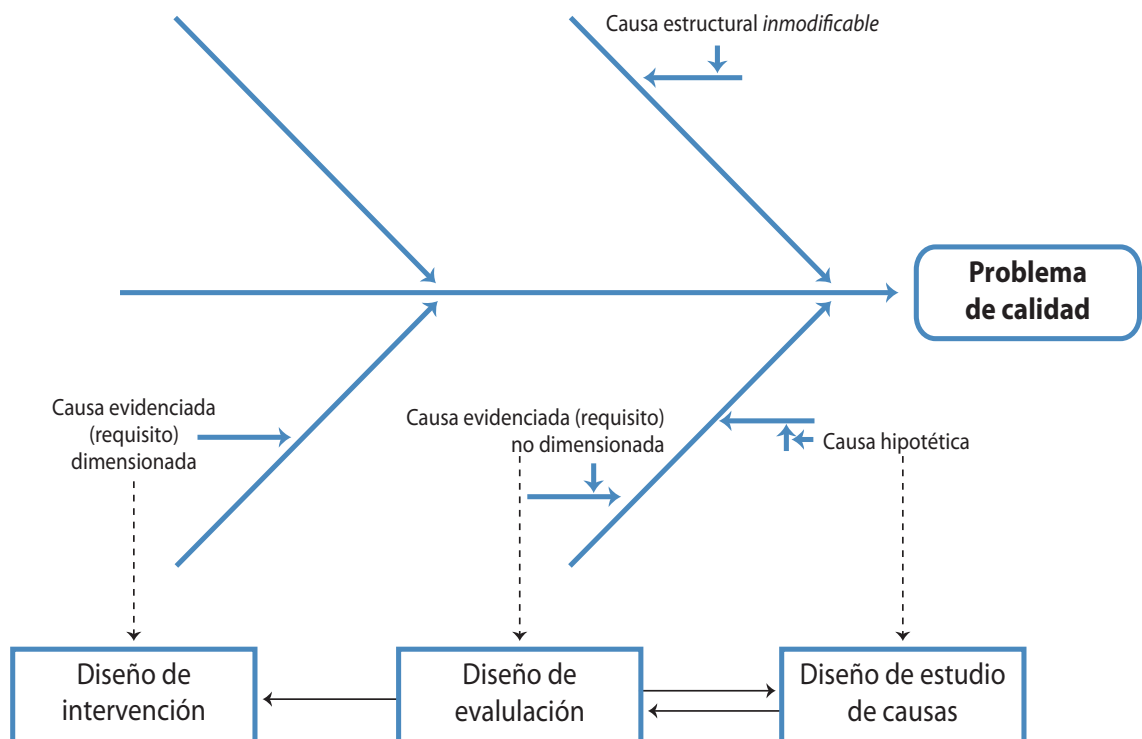 Causa estructural inmodificable
Problema
de calidad
Causa evidenciada
(requisito)
dimensionada
Causa evidenciada (requisito)
no dimensionada
Causa hipotética
Diseño de
intervención
Diseño de
evalulación
Diseño de estudio
de causas